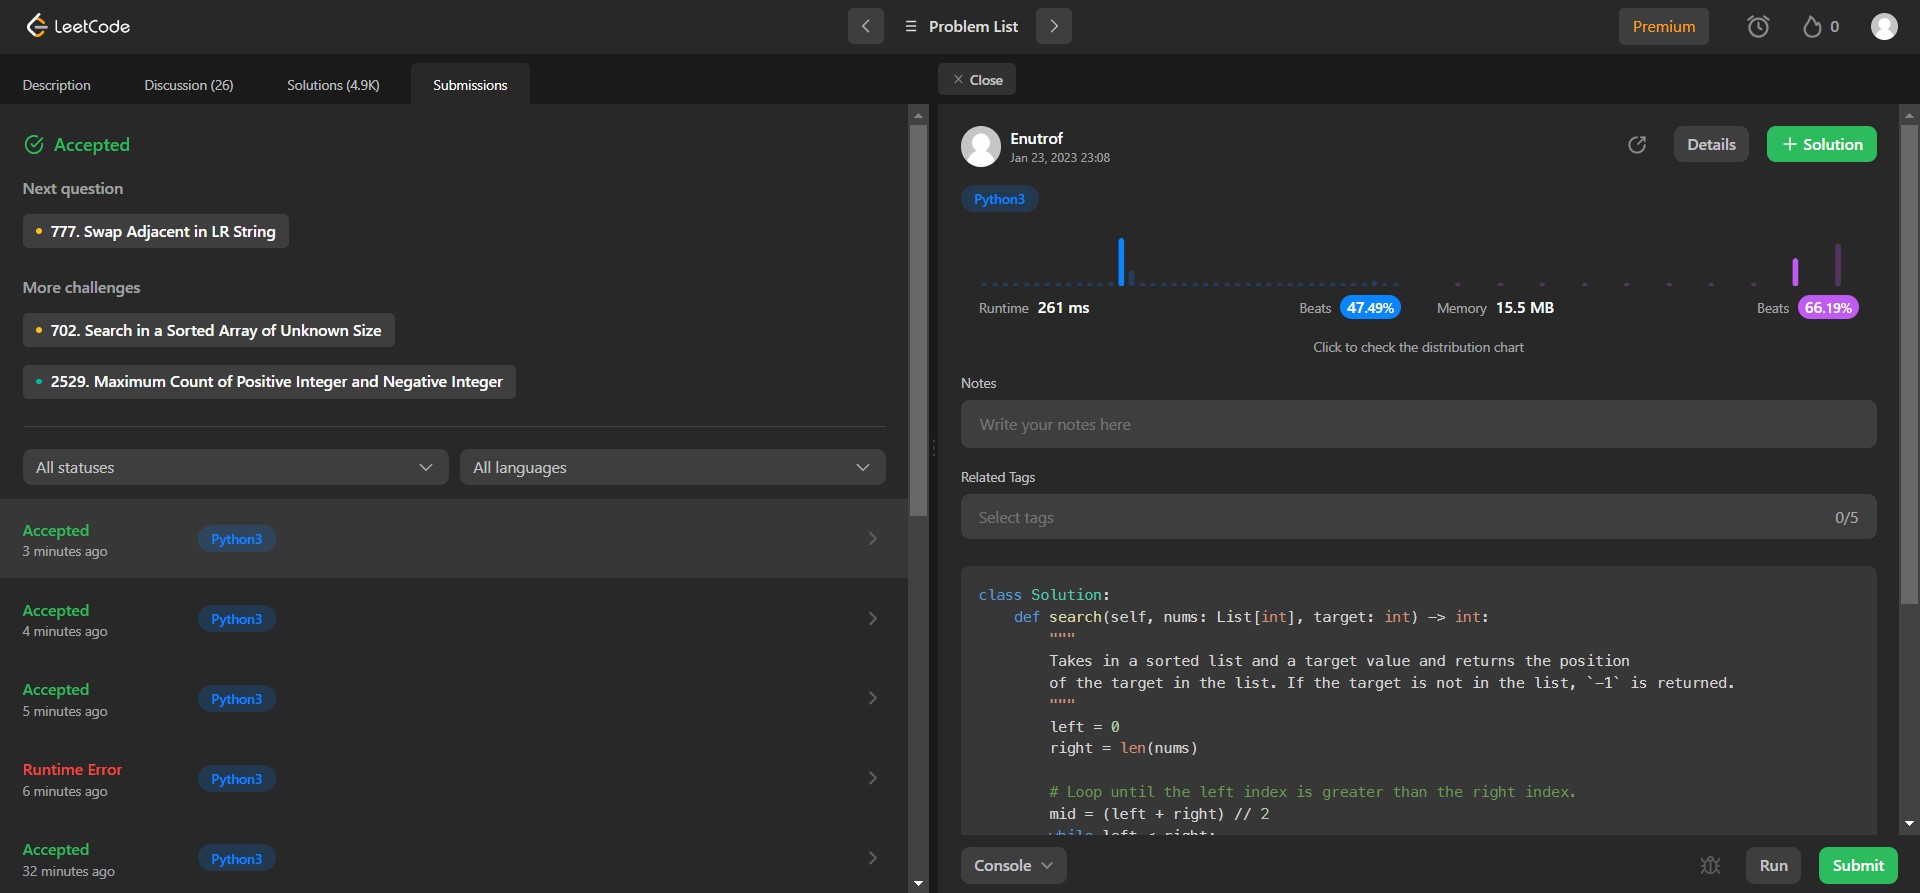 LeetCode
Problem List
Premium
0
Description
Discussion (26)
Solutions (4.9K)
Submissions
Close
Accepted
Next question
777. Swap Adjacent in LR String
More challenges
702. Search in a Sorted Array of Unknown Size
2529. Maximum Count of Positive Integer and Negative Integer
All statuses
All languages
Accepted
3 minutes ago
Python3
Accepted
4 minutes ago
Python3
Accepted
5 minutes ago
Python3
Runtime Error
6 minutes ago
Python3
Accepted
32 minutes ago
Python3
Enutrof
Jan 23, 2023 23:08
Details
+ Solution
Python3
Runtime 261 ms
Beats 47.49%
Memory 15.5 MB
Beats 66.19%
Click to check the distribution chart
Notes
Write your notes here
Related Tags
Select tags
0/5
class Solution:
    def search(self, nums: List[int], target: int) -> int:
        """
        Takes in a sorted list and a target value and returns the position
        of the target in the list. If the target is not in the list, `-1` is returned.
        """
        left = 0
        right = len(nums)
        # Loop until the left index is greater than the right index.
        mid = (left + right) // 2
        while left < right:
Console
Run
Submit